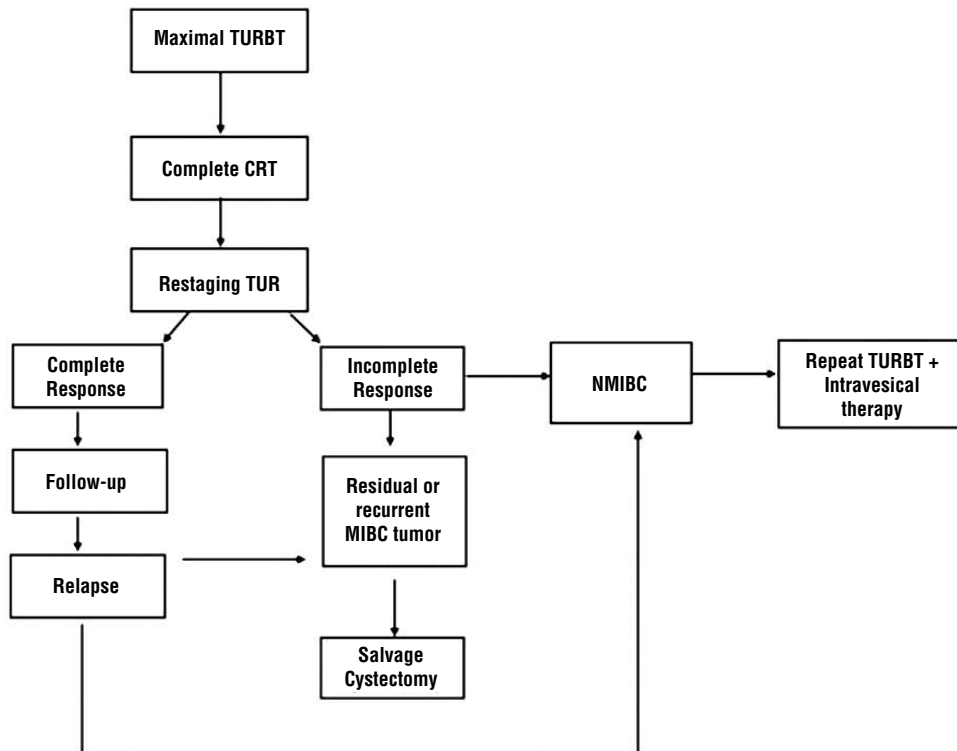 Maximal TURBT
Complete CRT
Restaging TUR
Complete
Response
Incomplete
Response
NMIBC
Repeat TURBT +
Intravesical
therapy
Follow-up
Residual or
recurrent
MIBC tumor
Relapse
Salvage
Cystectomy